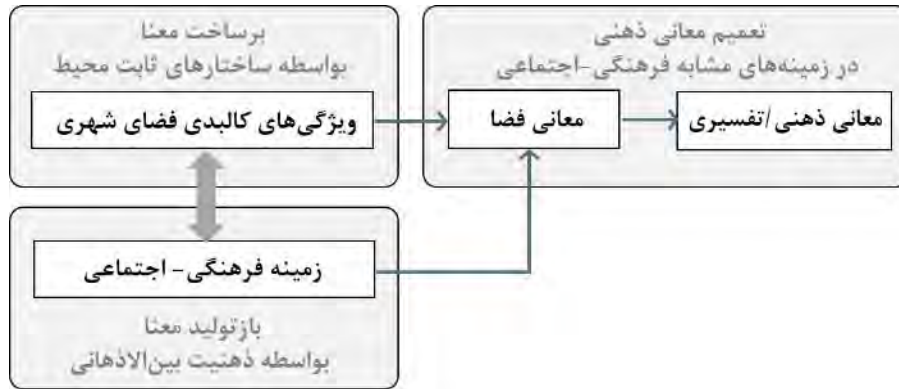 تعمیم معانی ذهنی
در زمینه‌های مشابه فرهنگی-اجتماعی
معانی ذهنی/تفسیری
معانی فضا
برساخت معنا
بواسطه ساختارهای ثابت محیط
ویژگی‌های کالبدی فضای شهری
زمینه فرهنگی- اجتماعی
بازتولید معنا
بواسطه ذهنیت بین‌الاذهانی